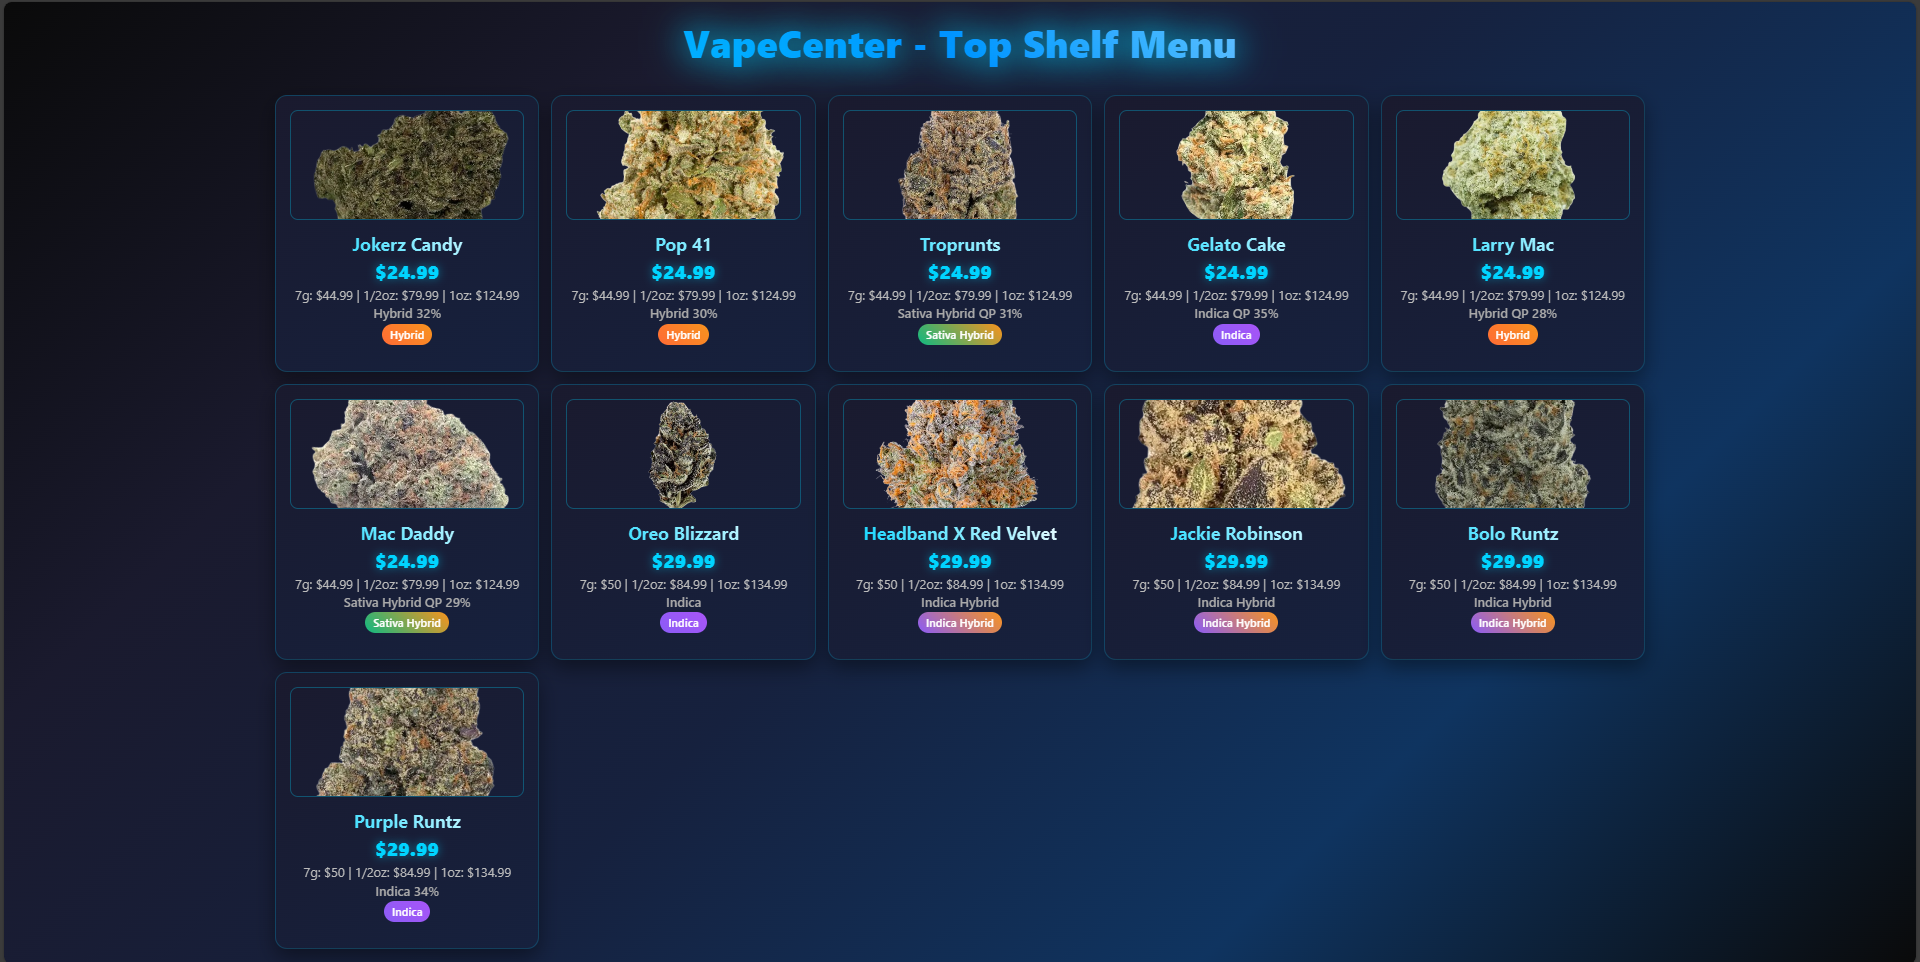 VapeCenter - Top Shelf Menu
Jokerz Candy
$24.99
7g: $44.99 | 1/2oz: $79.99 | 1oz: $124.99
Hybrid 32%
Hybrid
Pop 41
$24.99
7g: $44.99 | 1/2oz: $79.99 | 1oz: $124.99
Hybrid 30%
Hybrid
Troprunts
$24.99
7g: $44.99 | 1/2oz: $79.99 | 1oz: $124.99
Sativa Hybrid QP 31%
Sativa Hybrid
Gelato Cake
$24.99
7g: $44.99 | 1/2oz: $79.99 | 1oz: $124.99
Indica QP 35%
Indica
Larry Mac
$24.99
7g: $44.99 | 1/2oz: $79.99 | 1oz: $124.99
Hybrid QP 28%
Hybrid
Mac Daddy
$24.99
7g: $44.99 | 1/2oz: $79.99 | 1oz: $124.99
Sativa Hybrid QP 29%
Sativa Hybrid
Oreo Blizzard
$29.99
7g: $50 | 1/2oz: $84.99 | 1oz: $134.99
Indica
Indica
Headband X Red Velvet
$29.99
7g: $50 | 1/2oz: $84.99 | 1oz: $134.99
Indica Hybrid
Indica Hybrid
Jackie Robinson
$29.99
7g: $50 | 1/2oz: $84.99 | 1oz: $134.99
Indica Hybrid
Indica Hybrid
Bolo Runtz
$29.99
7g: $50 | 1/2oz: $84.99 | 1oz: $134.99
Indica Hybrid
Indica Hybrid
Purple Runtz
$29.99
7g: $50 | 1/2oz: $84.99 | 1oz: $134.99
Indica 34%
Indica